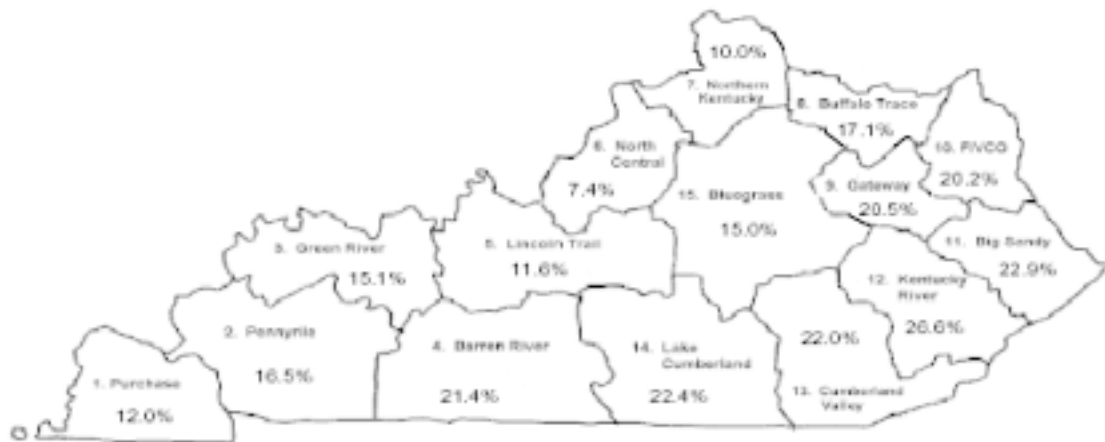 10.0%
7. Northern
Kentucky
8. Buffalo Trace
17.1%
6. North
Central
7.4%
10. FIVCO
20.2%
9. Gateway
20.5%
15. Bluegrass
15.0%
3. Green River
15.1%
5. Lincoln Trail
11.6%
11. Big Sandy
22.9%
12. Kentucky
River
26.6%
2. Pennyrile
16.5%
4. Barren River
21.4%
14. Lake
Cumberland
22.4%
22.0%
13. Cumberland
Valley
1. Purchase
12.0%